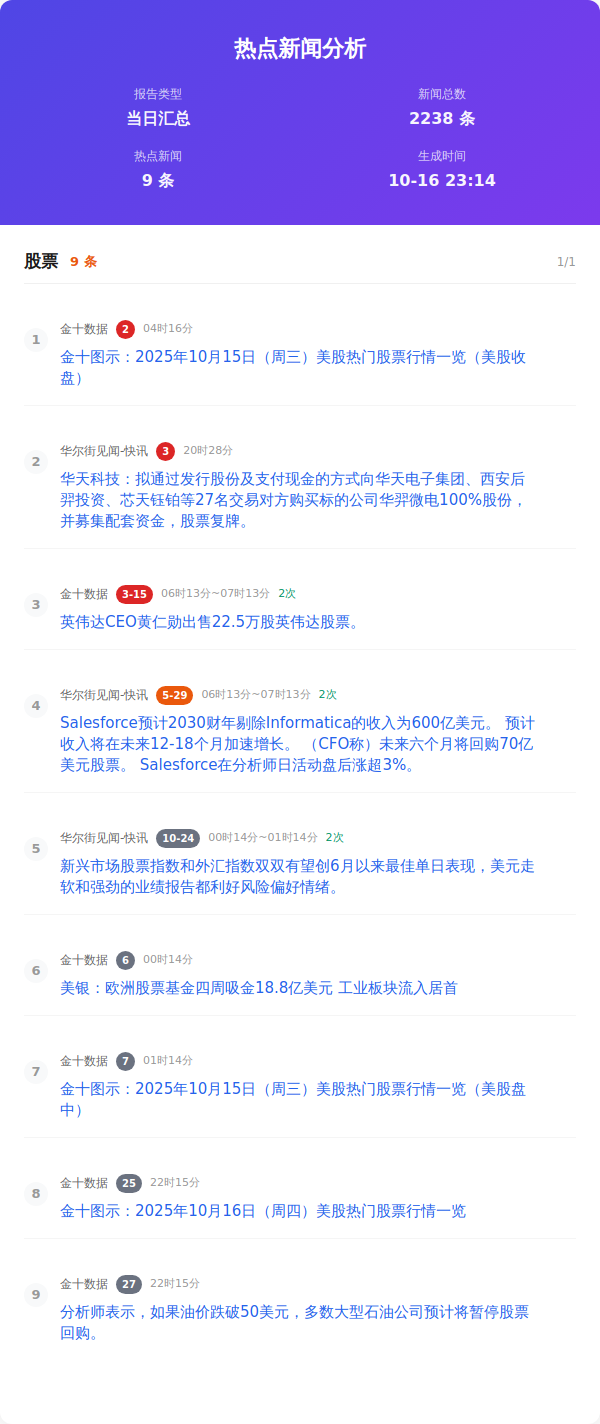 热点新闻分析
报告类型
新闻总数
当日汇总
2238 条
热点新闻
生成时间
9 条
10-16 23:14
股票 9 条 1/1
1
金十数据 2 04时16分
金十图示：2025年10月15日（周三）美股热门股票行情一览（美股收
盘）
2
华尔街见闻-快讯 3 20时28分
华天科技：拟通过发行股份及支付现金的方式向华天电子集团、西安后
羿投资、芯天钰铂等27名交易对方购买标的公司华羿微电100%股份，
并募集配套资金，股票复牌。
3
金十数据 3-15 06时13分~07时13分 2次
英伟达CEO黄仁勋出售22.5万股英伟达股票。
4
华尔街见闻-快讯 5-29 06时13分~07时13分 2次
Salesforce预计2030财年剔除Informatica的收入为600亿美元。 预计
收入将在未来12-18个月加速增长。 （CFO称）未来六个月将回购70亿
美元股票。 Salesforce在分析师日活动盘后涨超3%。
5
华尔街见闻-快讯 10-24 00时14分~01时14分 2次
新兴市场股票指数和外汇指数双双有望创6月以来最佳单日表现，美元走
软和强劲的业绩报告都利好风险偏好情绪。
6
金十数据 6 00时14分
美银：欧洲股票基金四周吸金18.8亿美元 工业板块流入居首
7
金十数据 7 01时14分
金十图示：2025年10月15日（周三）美股热门股票行情一览（美股盘
中）
8
金十数据 25 22时15分
金十图示：2025年10月16日（周四）美股热门股票行情一览
9
金十数据 27 22时15分
分析师表示，如果油价跌破50美元，多数大型石油公司预计将暂停股票
回购。